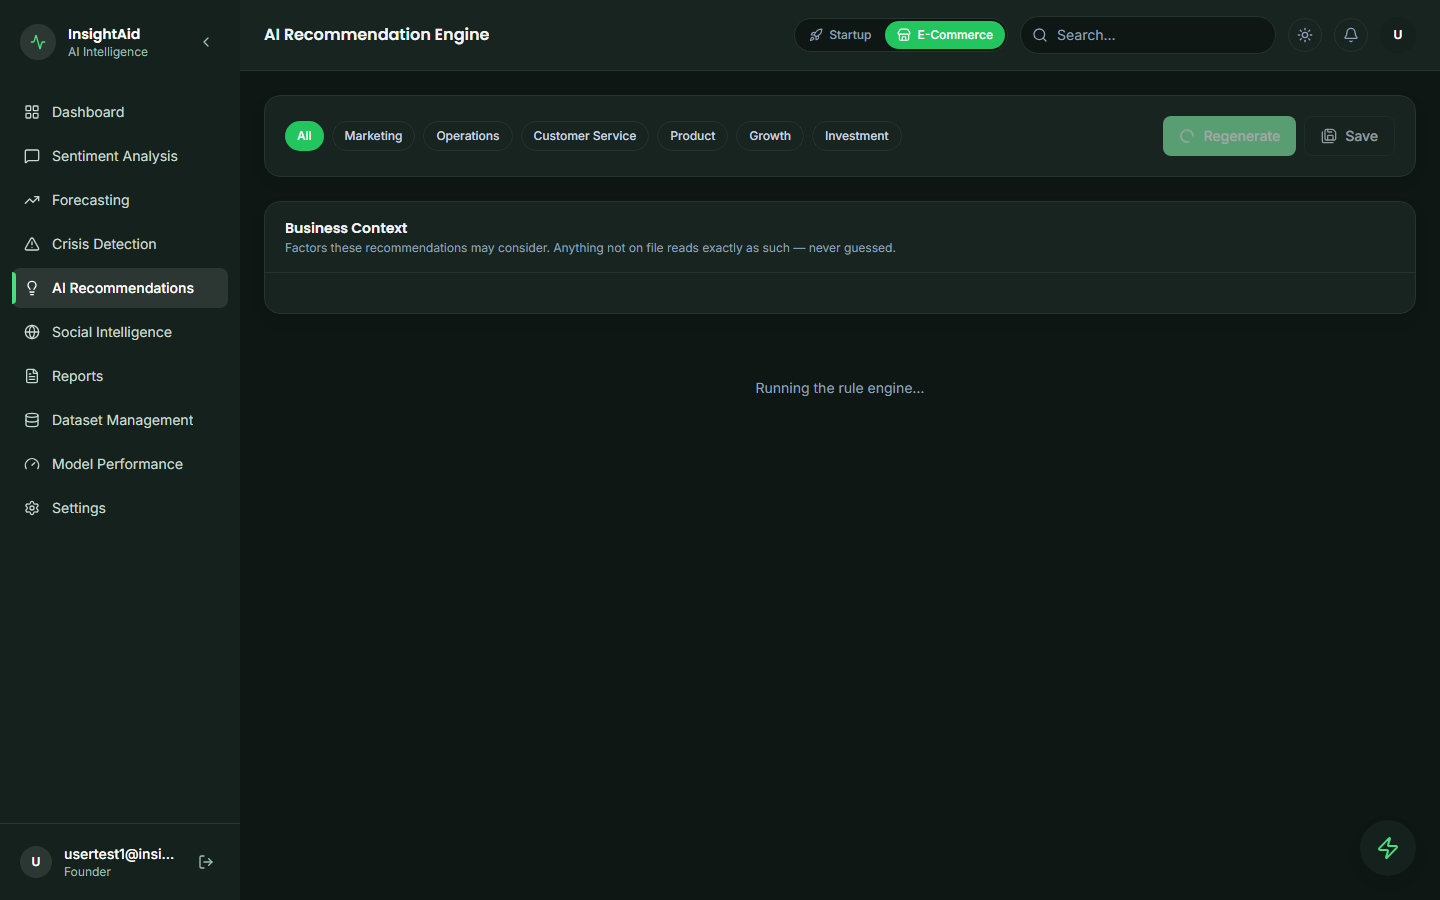 InsightAid
AI Intelligence
Dashboard
Sentiment Analysis
Forecasting
Crisis Detection
AI Recommendations
Social Intelligence
Reports
Dataset Management
Model Performance
Settings
U
usertest1@insi...
Founder
AI Recommendation Engine
Startup
E-Commerce
Search...
U
All
Marketing
Operations
Customer Service
Product
Growth
Investment
Regenerate
Save
Business Context
Factors these recommendations may consider. Anything not on file reads exactly as such — never guessed.
Running the rule engine...